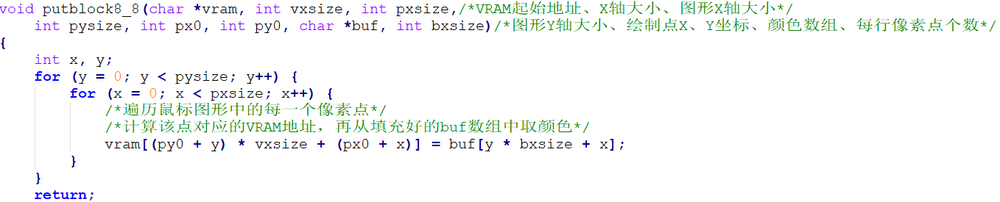 void putblock8_8(char *vram, int vxsize, int pxsize,/*VRAM起始地址、X轴大小、图形X轴大小*/
    int pysize, int px0, int py0, char *buf, int bxsize)/*图形Y轴大小、绘制点X、Y坐标、颜色数组、每行像素点个数*/
{
    int x, y;
    for (y = 0; y < pysize; y++) {
        for (x = 0; x < pxsize; x++) {
            /*遍历鼠标图形中的每一个像素点*/
            /*计算该点对应的VRAM地址，再从填充好的buf数组中取颜色*/
            vram[(py0 + y) * vxsize + (px0 + x)] = buf[y * bxsize + x];
        }
    }
    return;